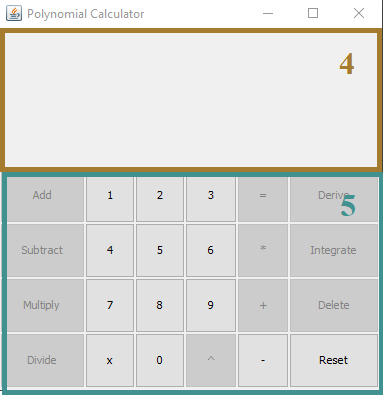 Polynomial Calculator
4
5
Add 1 2 3 = Derive
Subtract 4 5 6 * Integrate
Multiply 7 8 9 + Delete
Divide x 0 ^ - Reset